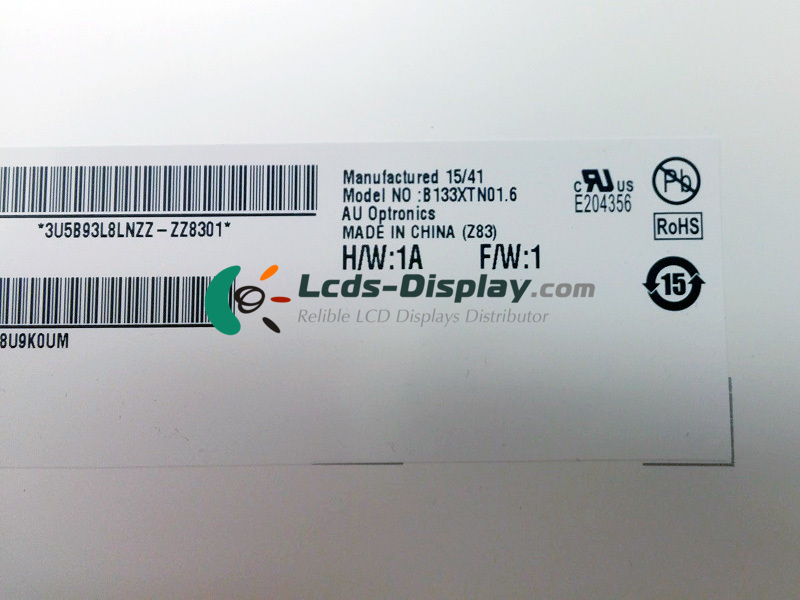 Manufactured 15/41
Model NO :B133XTN01.6
AU Optronics
MADE IN CHINA (Z83)
H/W:1A F/W:1
*3U5B93L8LNZZ-ZZ8301*
8U9K0UM
c UL US
E204356
Pb
RoHS
15
Lcds-Display.com
Relible LCD Displays Distributor